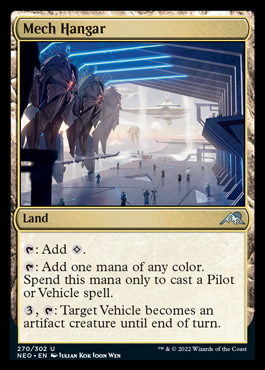 Mech Hangar
Land
: Add .
: Add one mana of any color.
Spend this mana only to cast a Pilot
or Vehicle spell.
3, : Target Vehicle becomes an
artifact creature until end of turn.
270/302 U
NEO • EN Julian Kok Joon Wen
™ & © 2022 Wizards of the Coast